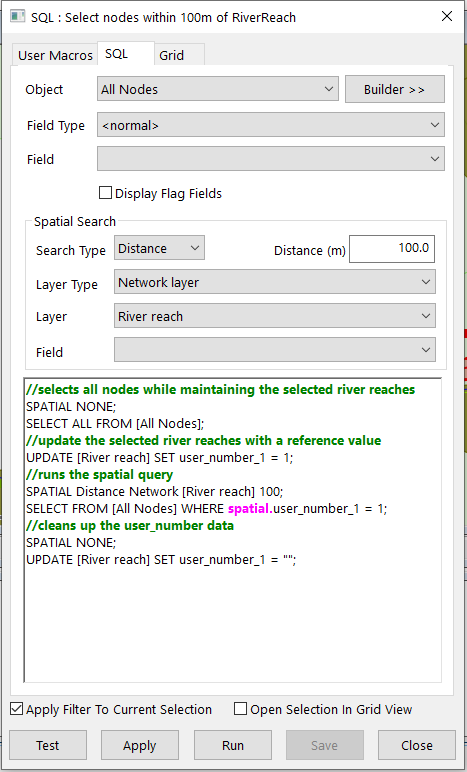 SQL : Select nodes within 100m of RiverReach
User Macros SQL Grid
Object All Nodes Builder >>
Field Type <normal>
Field
Display Flag Fields
Spatial Search
Search Type Distance Distance (m) 100.0
Layer Type Network layer
Layer River reach
Field
//selects all nodes while maintaining the selected river reaches
SPATIAL NONE;
SELECT ALL FROM [All Nodes];
//update the selected river reaches with a reference value
UPDATE [River reach] SET user_number_1 = 1;
//runs the spatial query
SPATIAL Distance Network [River reach] 100;
SELECT FROM [All Nodes] WHERE spatial.user_number_1 = 1;
//cleans up the user_number data
SPATIAL NONE;
UPDATE [River reach] SET user_number_1 = "";
Apply Filter To Current Selection Open Selection In Grid View
Test Apply Run Save Close